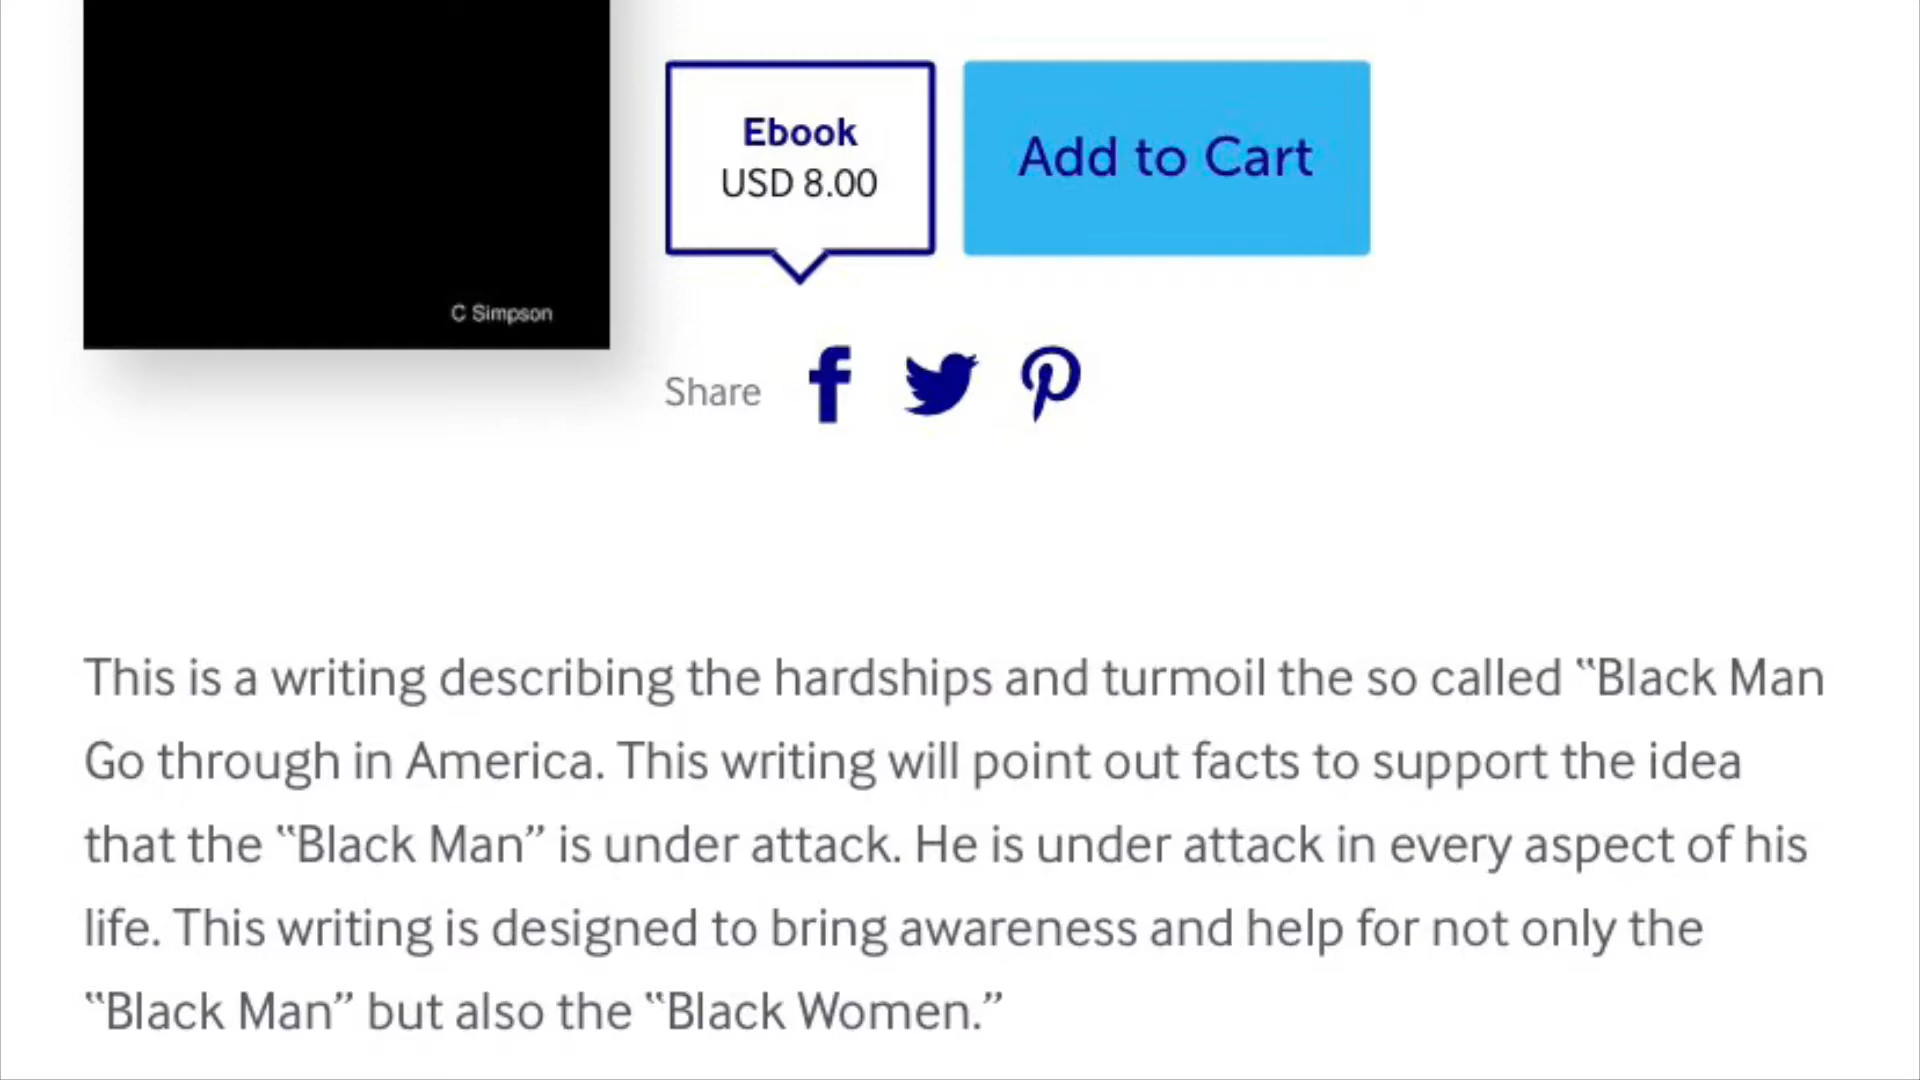 Ebook
USD 8.00
Add to Cart
C Simpson
Share
This is a writing describing the hardships and turmoil the so called “Black Man
Go through in America. This writing will point out facts to support the idea
that the “Black Man” is under attack. He is under attack in every aspect of his
life. This writing is designed to bring awareness and help for not only the
“Black Man” but also the “Black Women.”